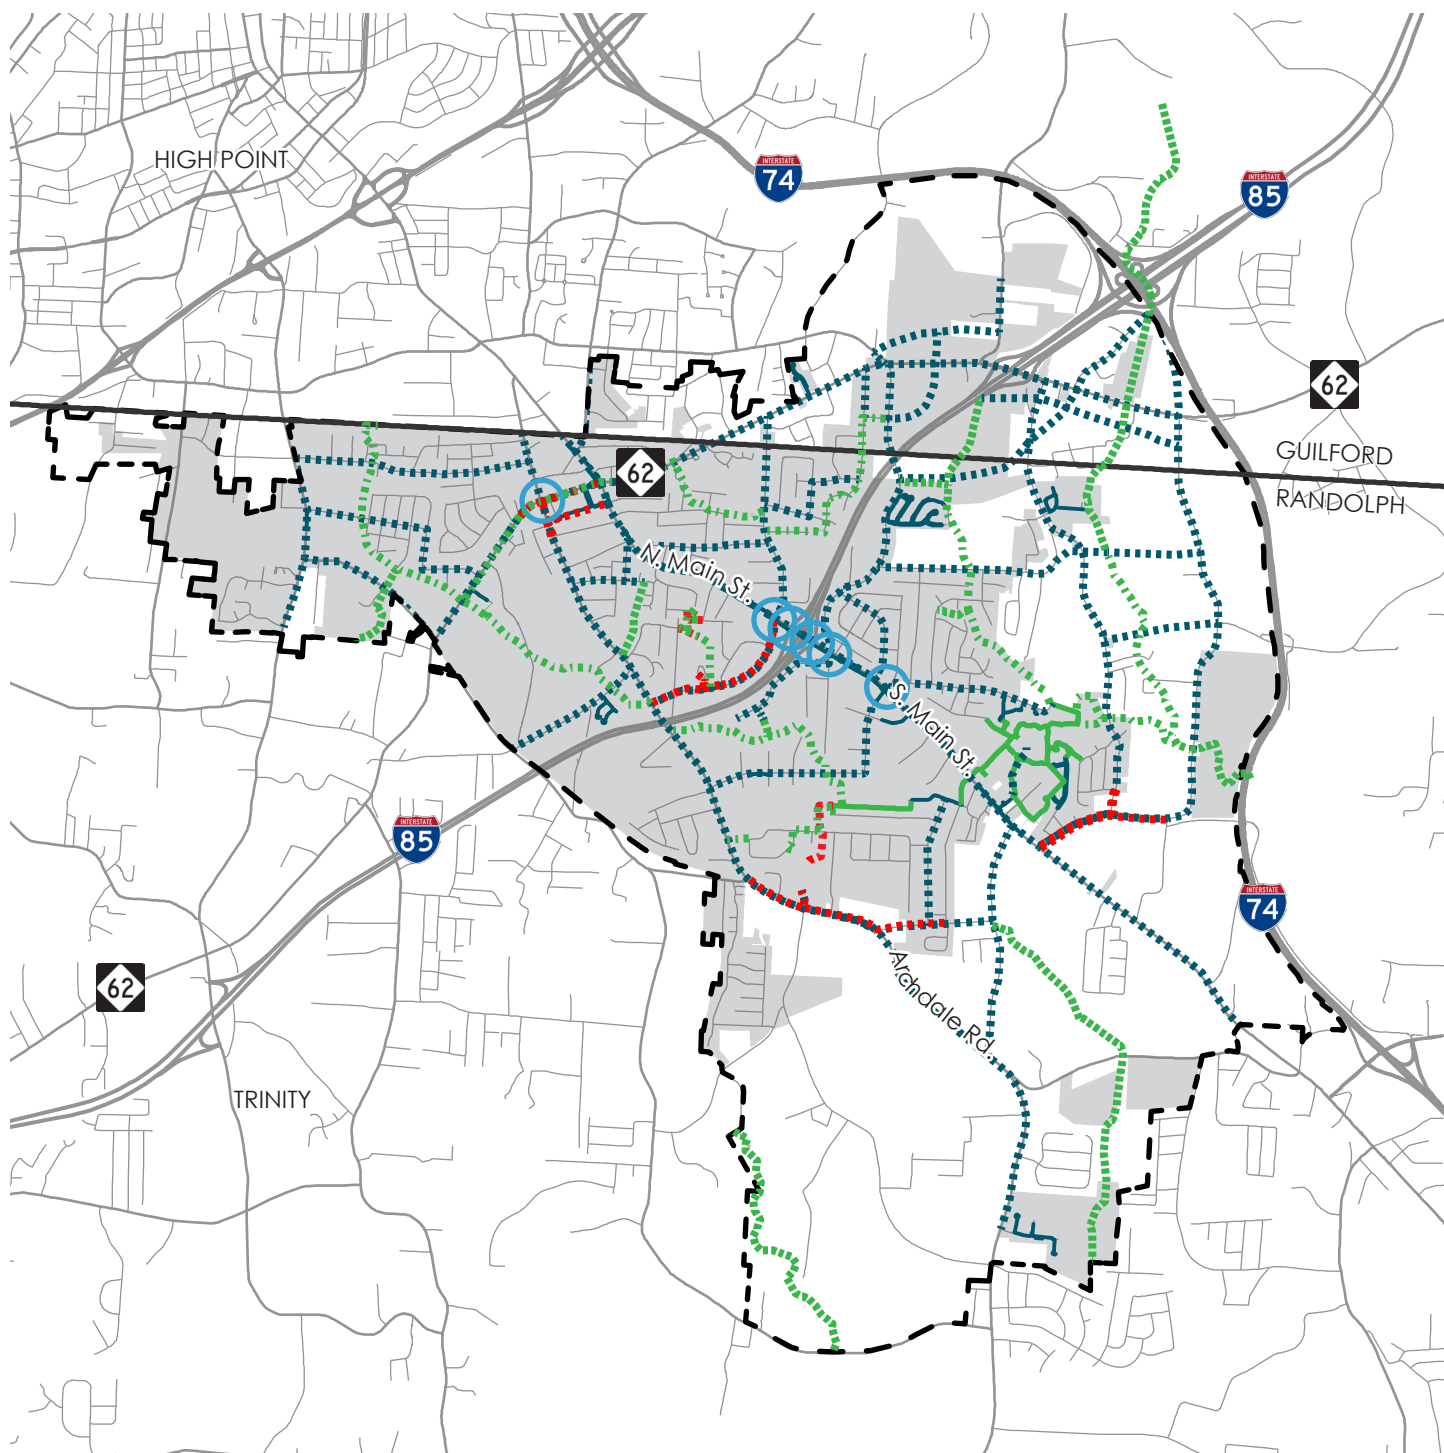 HIGH POINT
INTERSTATE
74
INTERSTATE
85
62
GUILFORD
62
RANDOLPH
N. Main St.
S. Main St.
INTERSTATE
85
INTERSTATE
74
62
Archdale Rd.
TRINITY